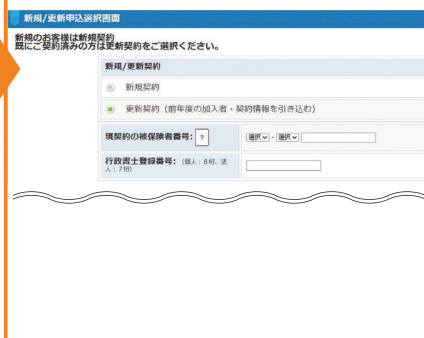 新規/更新申込選択画面
新規のお客様は新規契約
既にご契約済みの方は更新契約をご選択ください。
新規/更新契約
新規契約
更新契約（前年度の加入者・契約情報を引き込む）
現契約の被保険者番号: ? 選択 - 選択
行政書士登録番号:（個人：8桁、法
人：7桁）